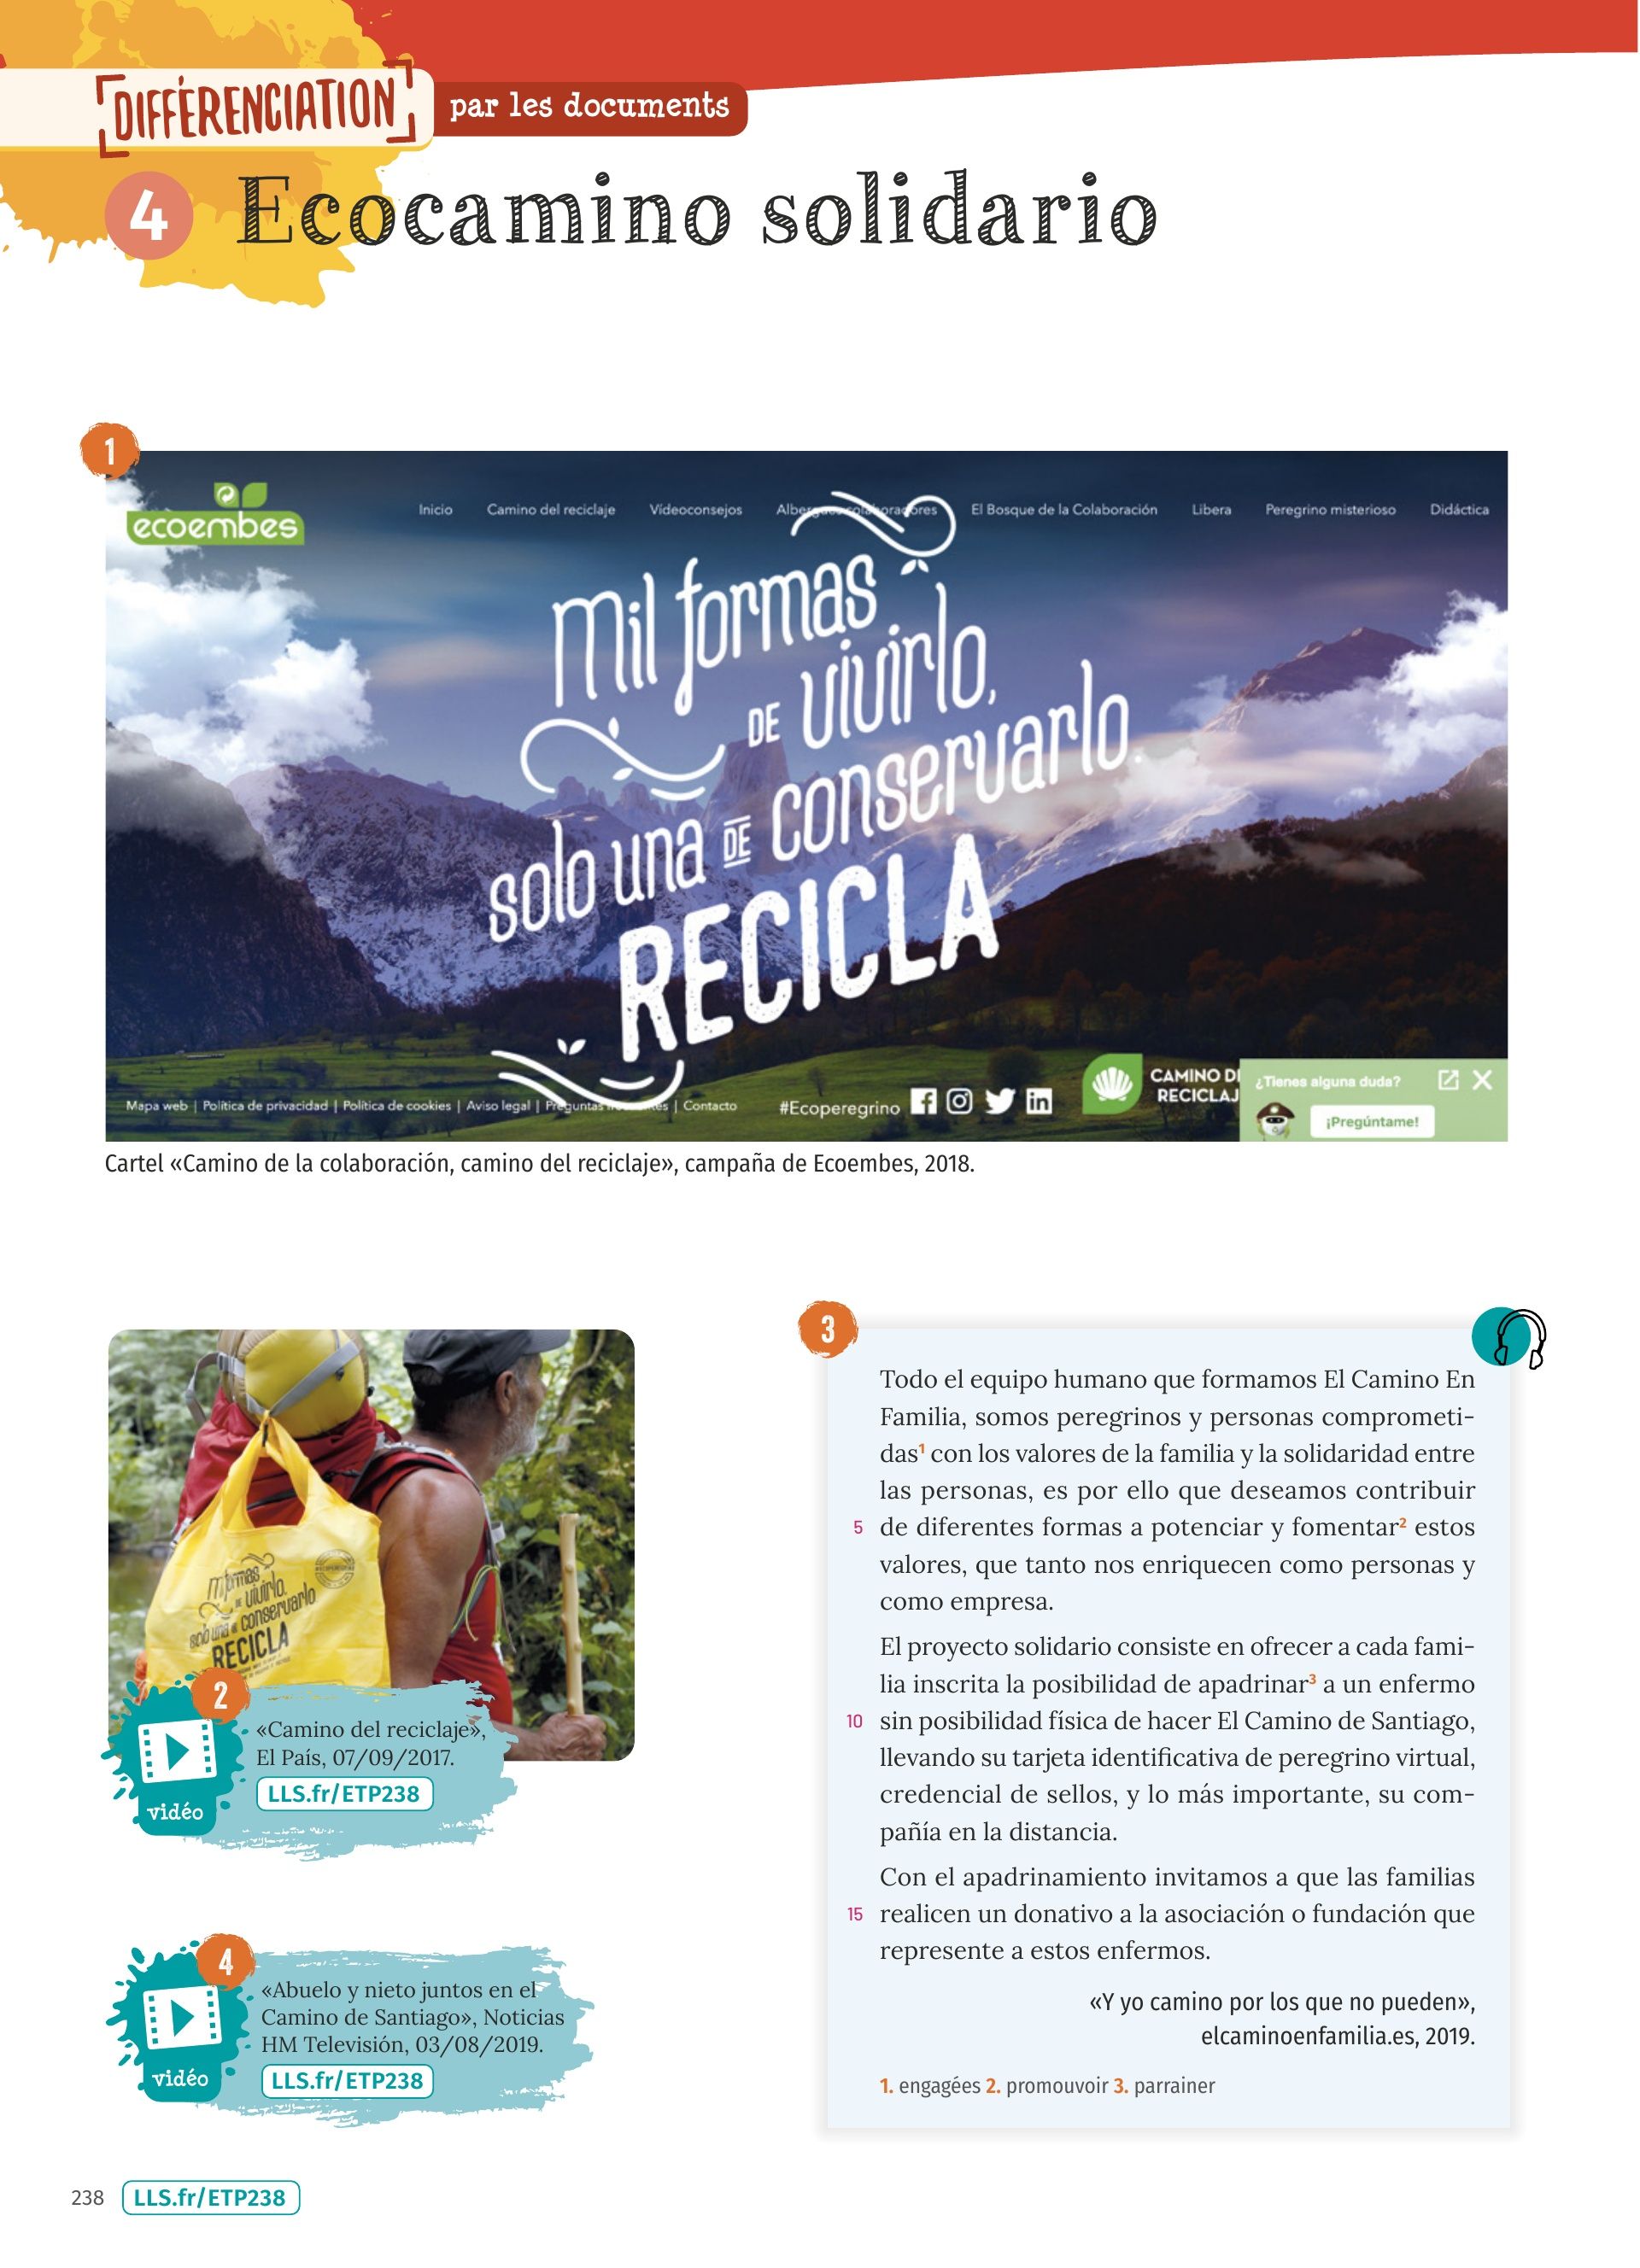 DIFFÉRENCIATION par les documents
4 Ecocamino solidario
1
ecoembes
Inicio Camino del reciclaje Vídeoconsejos Albergues colaboradores El Bosque de la Colaboración Libera Peregrino misterioso Didáctica
Mil formas
DE vivirlo,
solo una DE conservarlo.
RECICLA
CAMINO DE
RECICLAJ
¿Tienes alguna duda?
¡Pregúntame!
Mapa web | Política de privacidad | Política de cookies | Aviso legal | Preguntas frecuentes | Contacto
#Ecoperegrino
Cartel «Camino de la colaboración, camino del reciclaje», campaña de Ecoembes, 2018.
Mil formas
DE vivirlo,
solo una DE conservarlo
RECICLA
2
«Camino del reciclaje»,
El País, 07/09/2017.
LLS.fr/ETP238
vidéo
4
«Abuelo y nieto juntos en el
Camino de Santiago», Noticias
HM Televisión, 03/08/2019.
LLS.fr/ETP238
vidéo
3
Todo el equipo humano que formamos El Camino En
Familia, somos peregrinos y personas comprometi-
das¹ con los valores de la familia y la solidaridad entre
las personas, es por ello que deseamos contribuir
5 de diferentes formas a potenciar y fomentar² estos
valores, que tanto nos enriquecen como personas y
como empresa.
El proyecto solidario consiste en ofrecer a cada fami-
lia inscrita la posibilidad de apadrinar³ a un enfermo
10 sin posibilidad física de hacer El Camino de Santiago,
llevando su tarjeta identificativa de peregrino virtual,
credencial de sellos, y lo más importante, su com-
pañía en la distancia.
Con el apadrinamiento invitamos a que las familias
15 realicen un donativo a la asociación o fundación que
represente a estos enfermos.
«Y yo camino por los que no pueden»,
elcaminoenfamilia.es, 2019.
1. engagées 2. promouvoir 3. parrainer
238 LLS.fr/ETP238